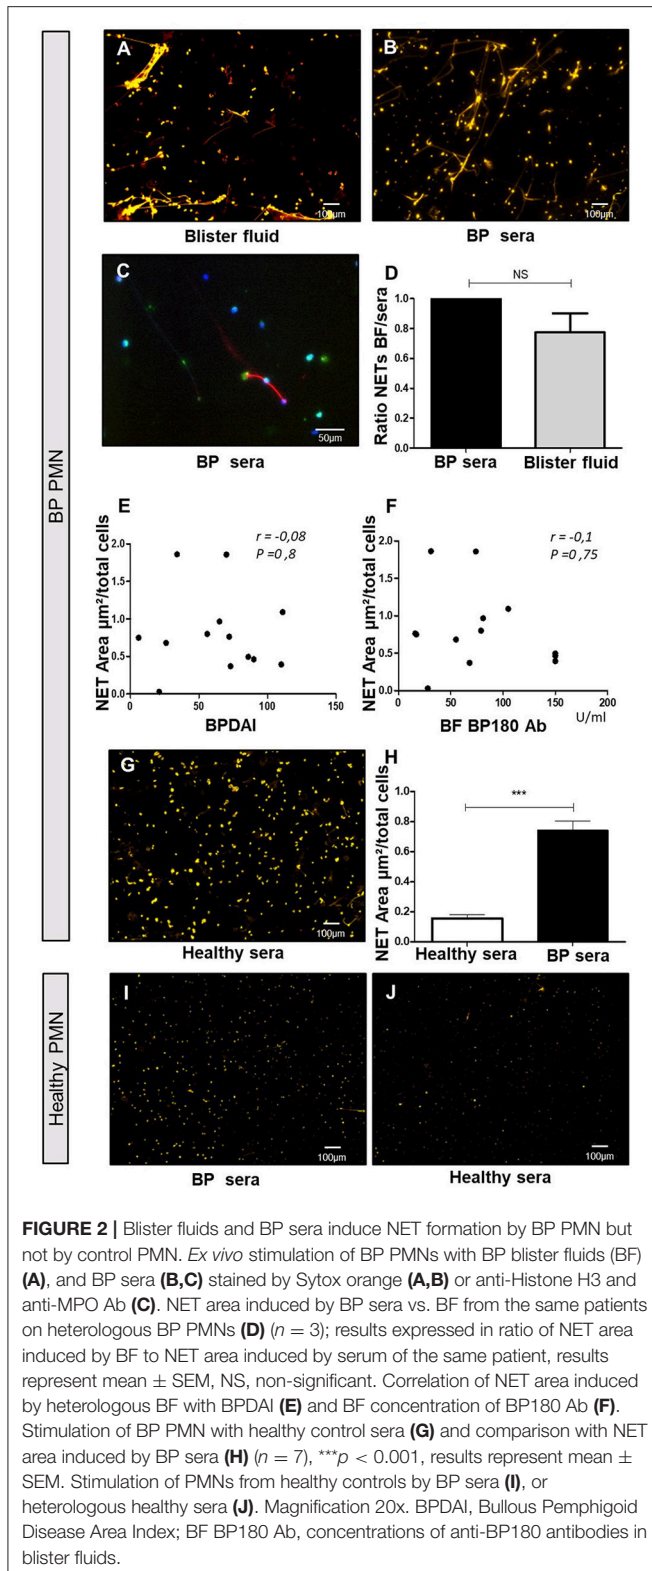 BP PMN
A
100µm
Blister fluid
B
100µm
BP sera
C
50µm
BP sera
D
NS
Ratio NETs BF/sera
1.0
0.8
0.6
0.4
0.2
0.0
BP sera
Blister fluid
E
r = -0,08
P =0 ,8
NET Area µm²/total cells
2.0
1.5
1.0
0.5
0.0
0
50
100
150
BPDAI
F
r = -0,1
P =0 ,75
NET Area µm²/total cells
2.0
1.5
1.0
0.5
0.0
0
50
100
150
200
U/ml
BF BP180 Ab
G
100µm
Healthy sera
H
***
NET Area µm²/total cells
1.0
0.8
0.6
0.4
0.2
0.0
Healthy sera
BP sera
Healthy PMN
I
100µm
BP sera
J
100µm
Healthy sera
FIGURE 2 | Blister fluids and BP sera induce NET formation by BP PMN but
not by control PMN. Ex vivo stimulation of BP PMNs with BP blister fluids (BF)
(A), and BP sera (B,C) stained by Sytox orange (A,B) or anti-Histone H3 and
anti-MPO Ab (C). NET area induced by BP sera vs. BF from the same patients
on heterologous BP PMNs (D) (n = 3); results expressed in ratio of NET area
induced by BF to NET area induced by serum of the same patient, results
represent mean ± SEM, NS, non-significant. Correlation of NET area induced
by heterologous BF with BPDAI (E) and BF concentration of BP180 Ab (F).
Stimulation of BP PMN with healthy control sera (G) and comparison with NET
area induced by BP sera (H) (n = 7), ***p < 0.001, results represent mean ±
SEM. Stimulation of PMNs from healthy controls by BP sera (I), or
heterologous healthy sera (J). Magnification 20x. BPDAI, Bullous Pemphigoid
Disease Area Index; BF BP180 Ab, concentrations of anti-BP180 antibodies in
blister fluids.